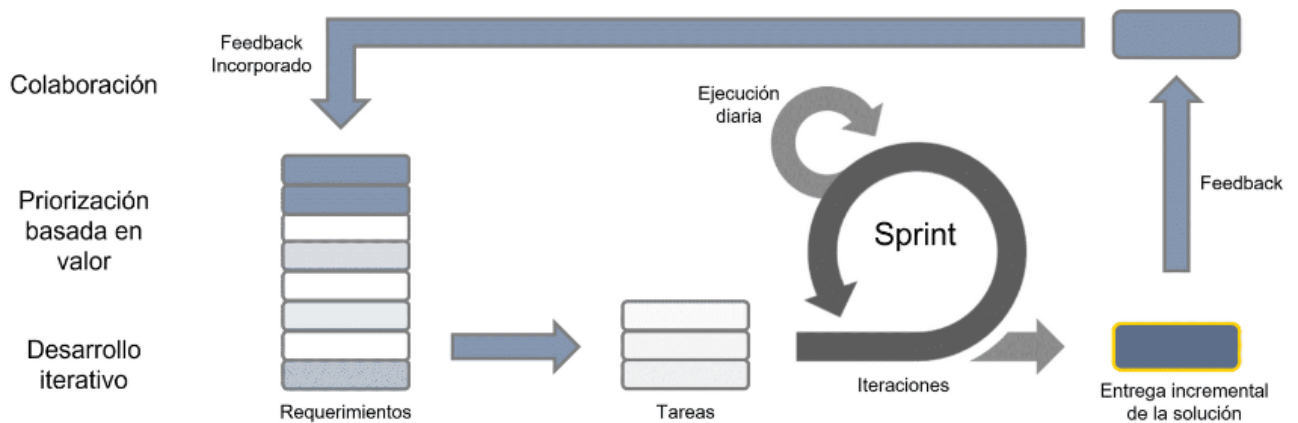 Feedback
Incorporado
Colaboración
Ejecución
diaria
Priorización
basada en
valor
Sprint
Feedback
Desarrollo
iterativo
Requerimientos
Tareas
Iteraciones
Entrega incremental
de la solución